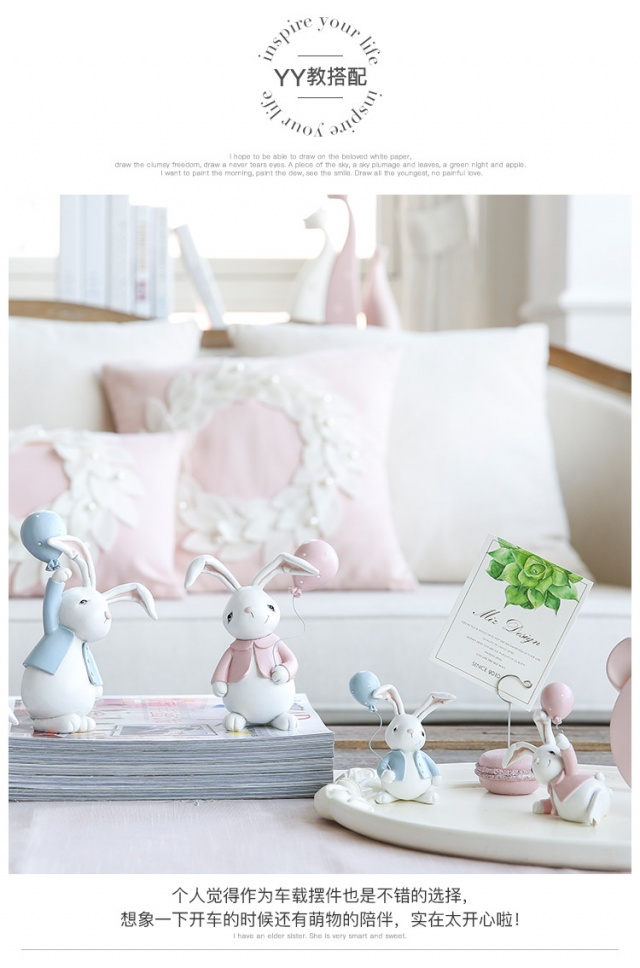 inspire your life
YY教搭配
inspire your life inspire your life
I hope to be able to draw on the beloved white paper,
draw the clumsy freedom, draw a never tears eyes. A piece of the sky, a sky plumage and leaves, a green night and apple.
I want to paint the morning, paint the dew, see the smile. Draw all the youngest, no painful love.
Miz Design
个人觉得作为车载摆件也是不错的选择，
想象一下开车的时候还有萌物的陪伴，实在太开心啦！
I have an elder sister. She is very smart and sweet.